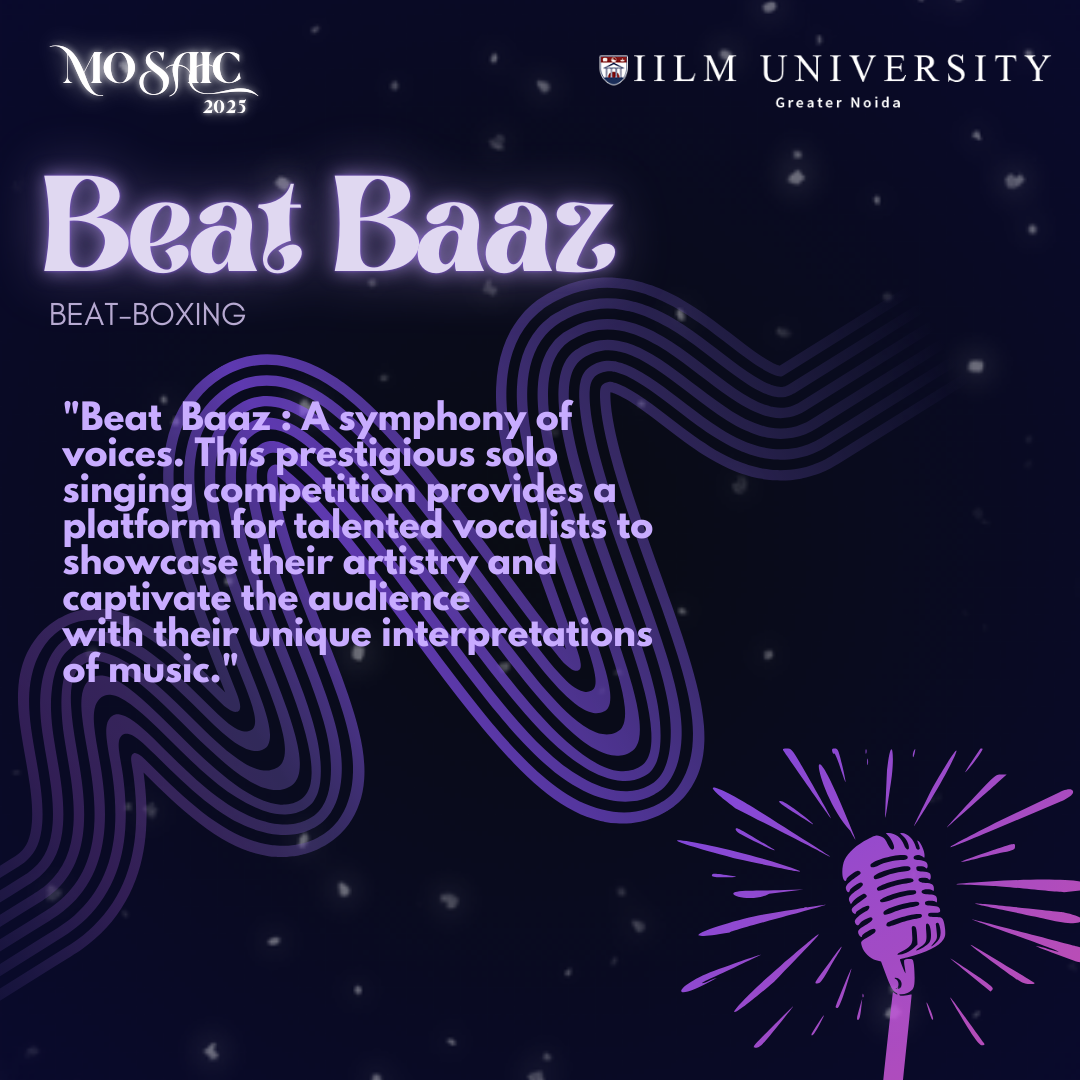 MOSAIC
2025
IILM UNIVERSITY
Greater Noida
Beat Baaz
BEAT-BOXING
"Beat Baaz : A symphony of
voices. This prestigious solo
singing competition provides a
platform for talented vocalists to
showcase their artistry and
captivate the audience
with their unique interpretations
of music."